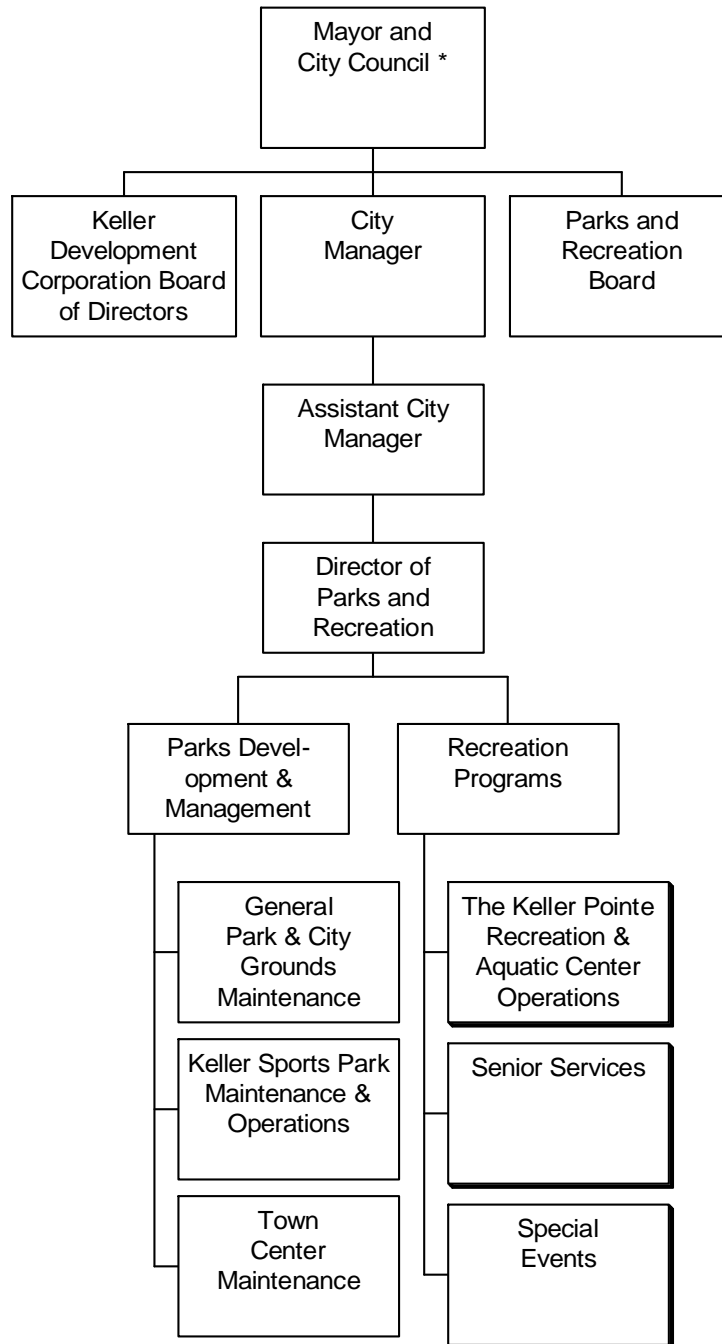 Mayor and
City Council *
Keller
Development
Corporation Board
of Directors
City
Manager
Parks and
Recreation
Board
Assistant City
Manager
Director of
Parks and
Recreation
Parks Devel-
opment &
Management
Recreation
Programs
General
Park & City
Grounds
Maintenance
The Keller Pointe
Recreation &
Aquatic Center
Operations
Keller Sports Park
Maintenance &
Operations
Senior Services
Town
Center
Maintenance
Special
Events